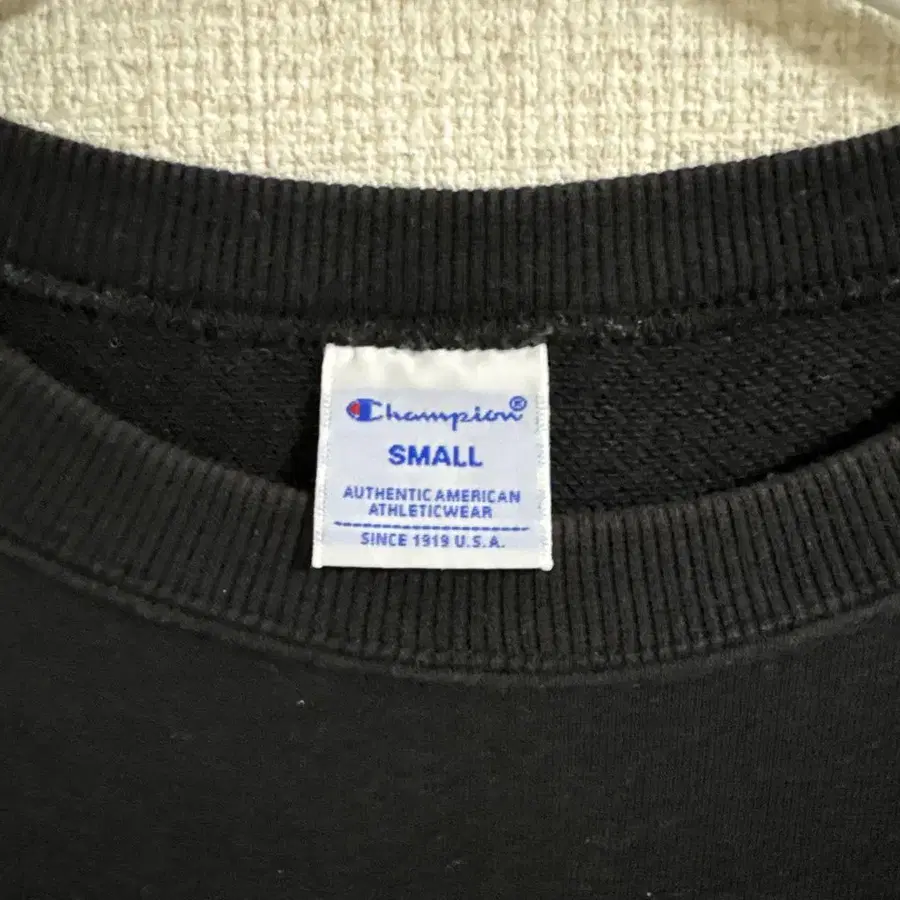 Champion®
SMALL
AUTHENTIC AMERICAN
ATHLETICWEAR
SINCE 1919 U.S.A.